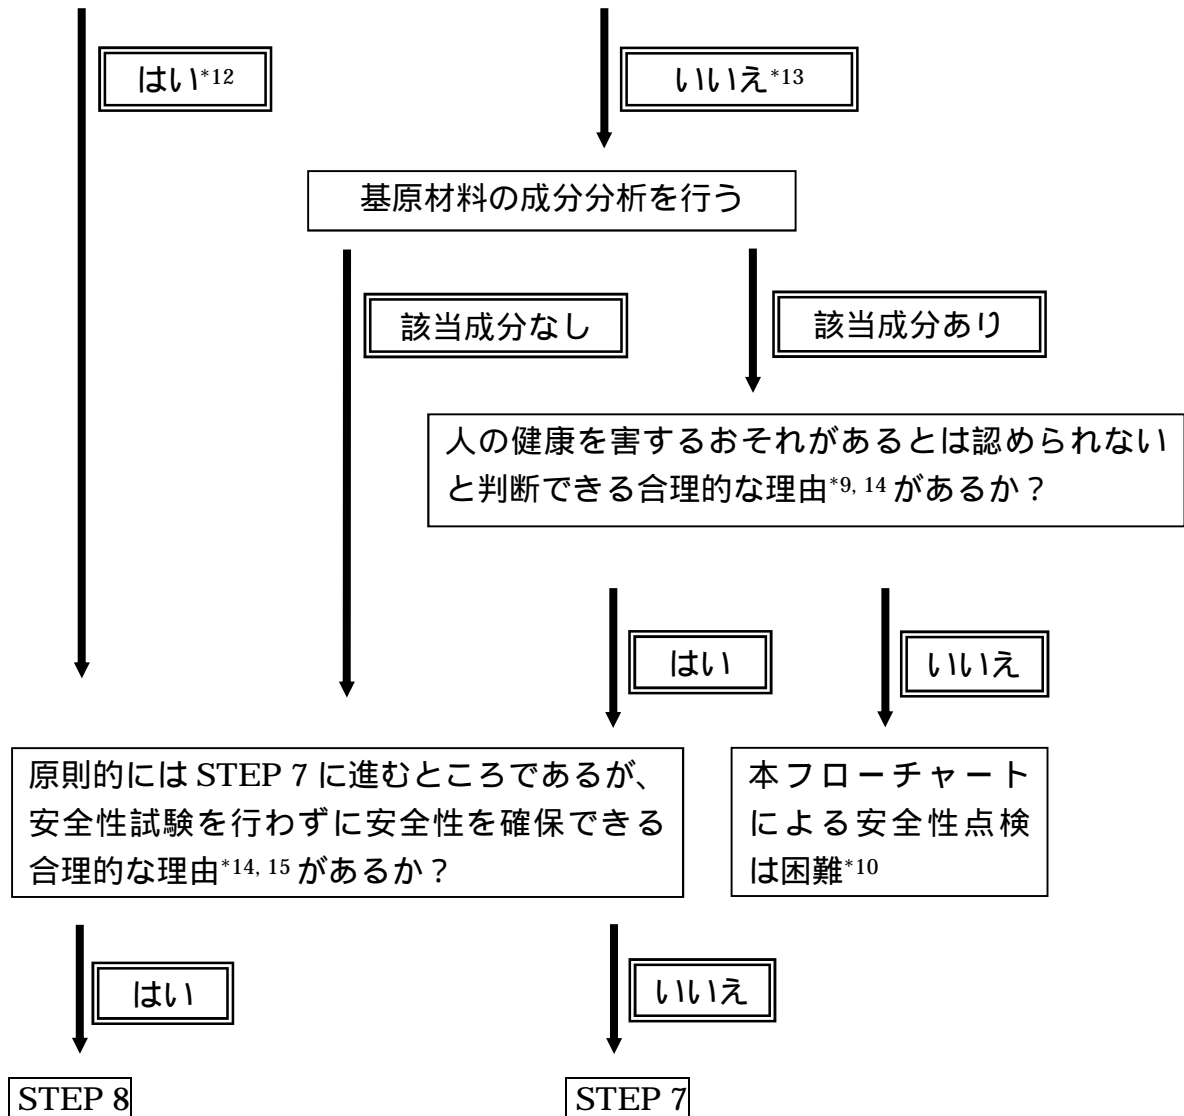 はい*12
いいえ*13
基原材料の成分分析を行う
該当成分なし
該当成分あり
人の健康を害するおそれがあるとは認められない
と判断できる合理的な理由*9, 14 があるか？
はい
いいえ
原則的には STEP 7 に進むところであるが、
安全性試験を行わずに安全性を確保できる
合理的な理由*14, 15 があるか？
本フローチャート
による安全性点検
は困難*10
はい
いいえ
STEP 8
STEP 7